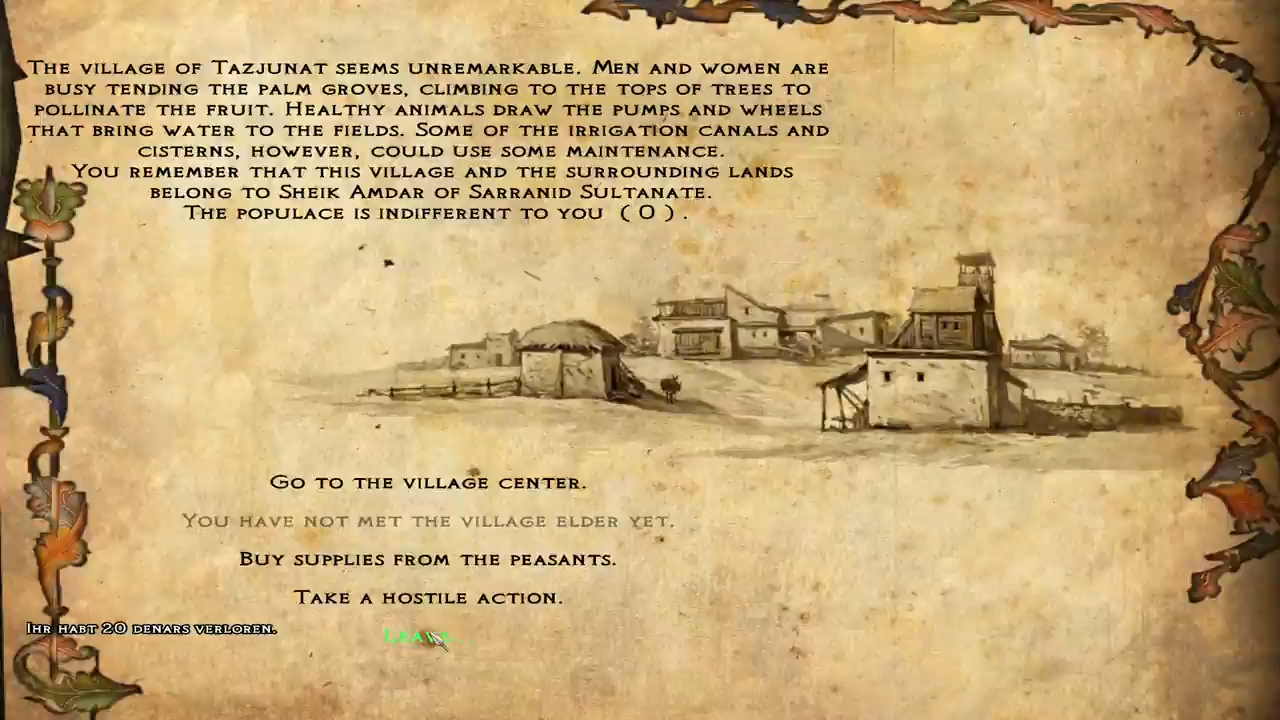 The village of Tazjunat seems unremarkable. Men and women are
busy tending the palm groves, climbing to the tops of trees to
pollinate the fruit. Healthy animals draw the pumps and wheels
that bring water to the fields. Some of the irrigation canals and
cisterns, however, could use some maintenance.
You remember that this village and the surrounding lands
belong to Sheik Amdar of Sarranid Sultanate.
The populace is indifferent to you (0).
Go to the village center.
You have not met the village elder yet.
Buy supplies from the peasants.
Take a hostile action.
Ihr habt 20 denars verloren.
Leave...